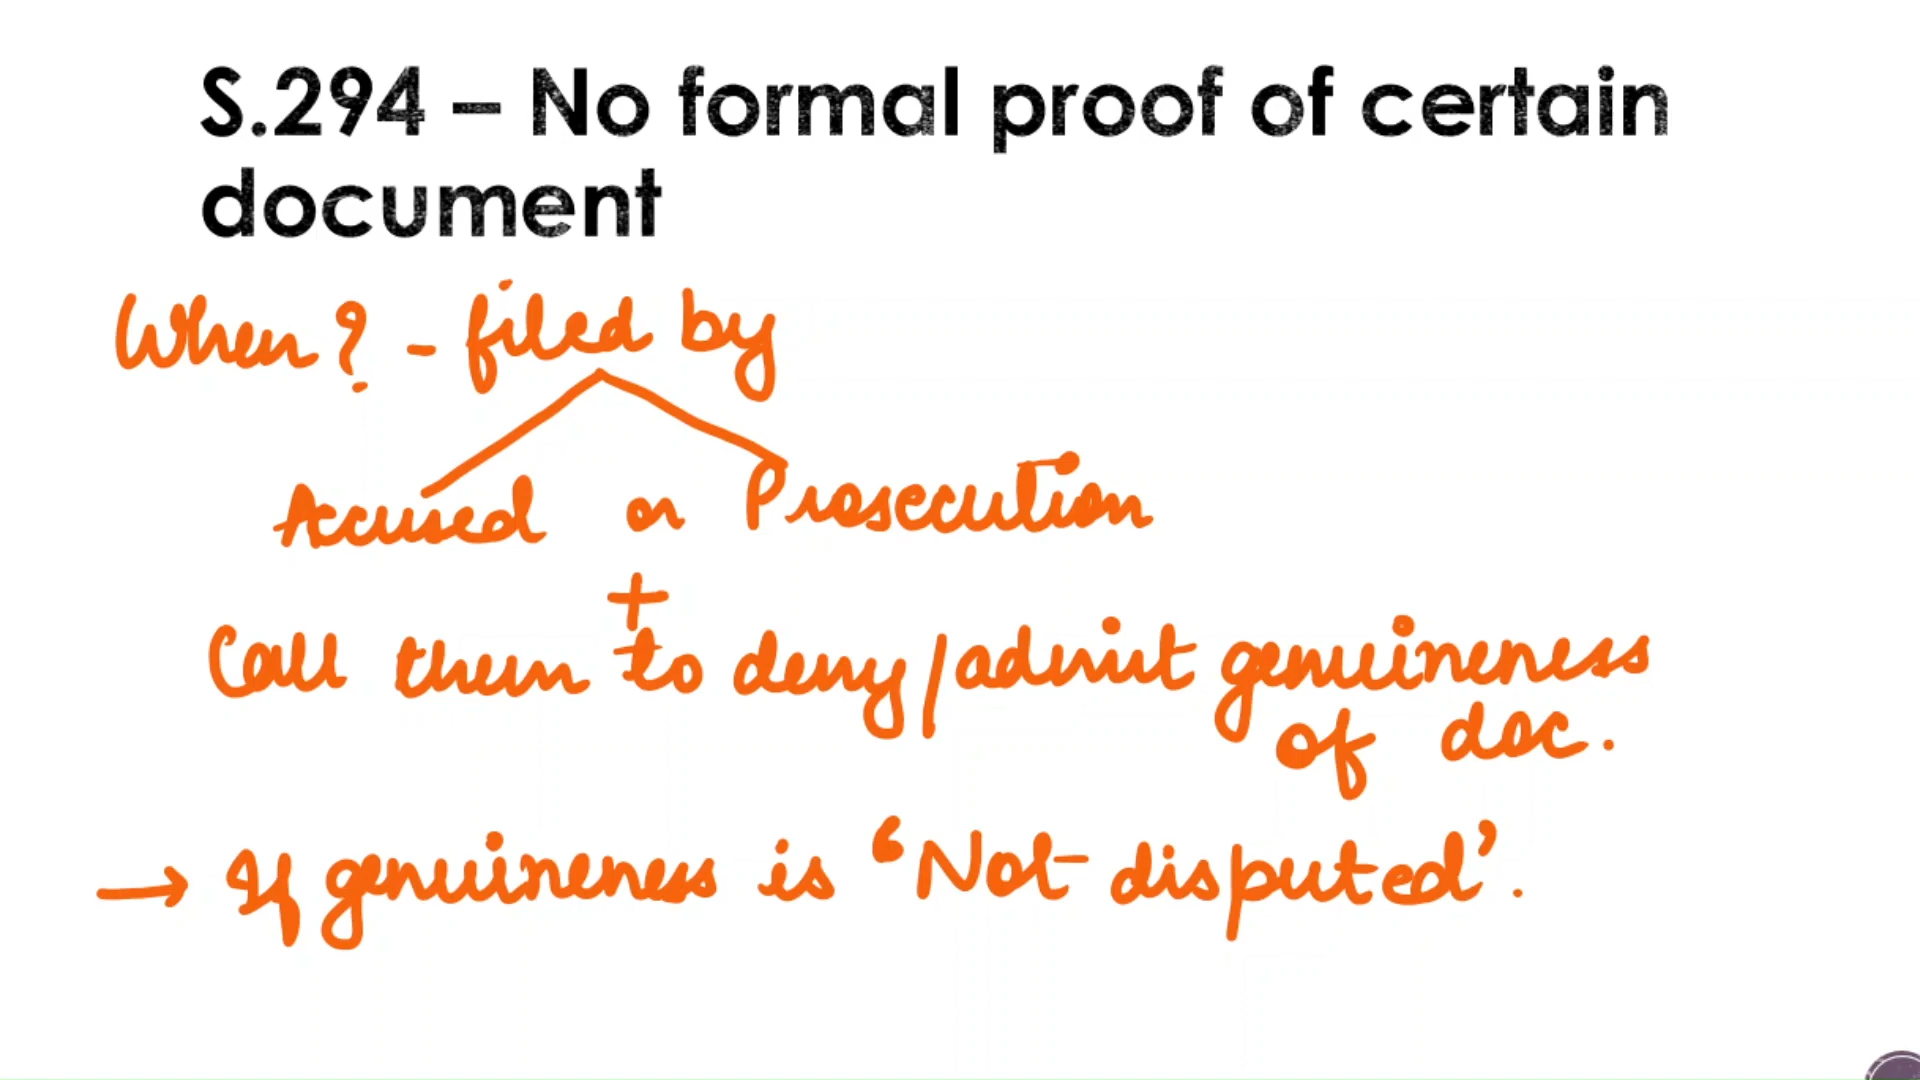 S.294 – No formal proof of certain
document
When? - filed by
Accused or Prosecution
+
Call them to deny/admit genuineness
of doc.
→ If genuineness is 'Not disputed'.